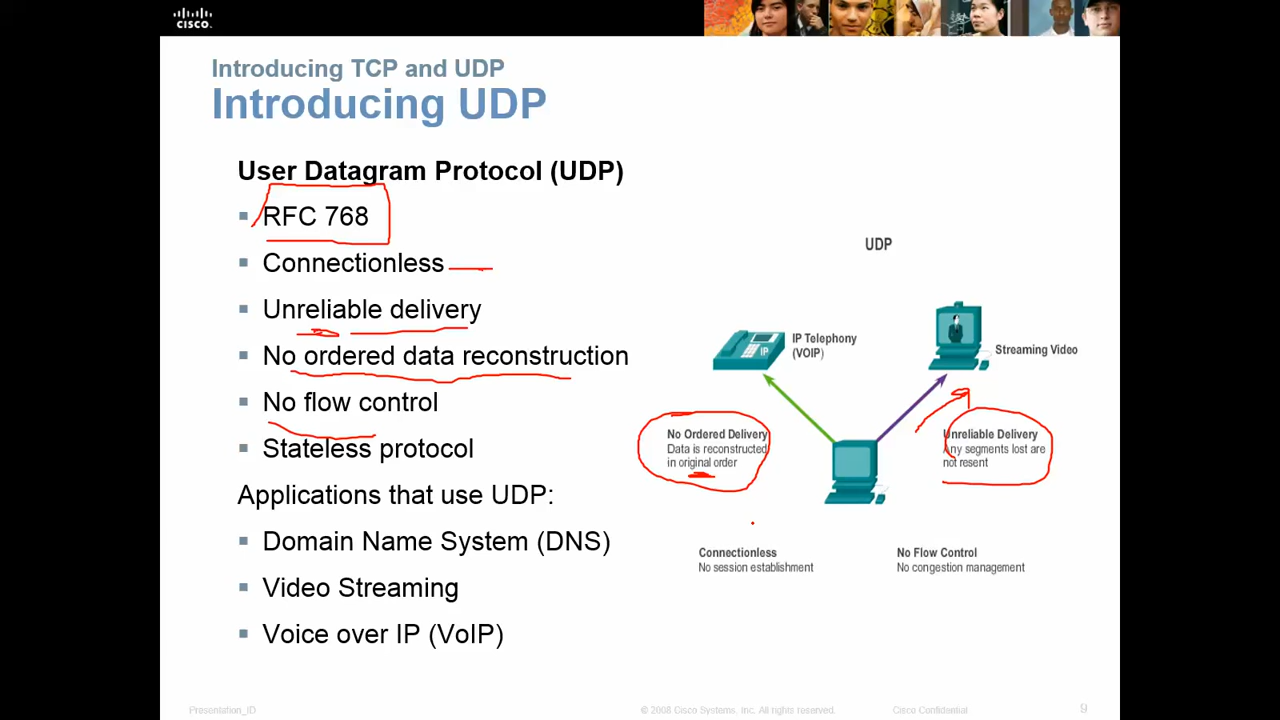 CISCO.
Introducing TCP and UDP
Introducing UDP
User Datagram Protocol (UDP)
RFC 768
Connectionless
Unreliable delivery
No ordered data reconstruction
No flow control
Stateless protocol
Applications that use UDP:
Domain Name System (DNS)
Video Streaming
Voice over IP (VoIP)
UDP
IP
IP Telephony
(VOIP)
Streaming Video
No Ordered Delivery
Data is reconstructed
in original order
Unreliable Delivery
Any segments lost are
not resent
Connectionless
No session establishment
No Flow Control
No congestion management
Presentation_ID
© 2008 Cisco Systems, Inc. All rights reserved.
Cisco Confidential
9